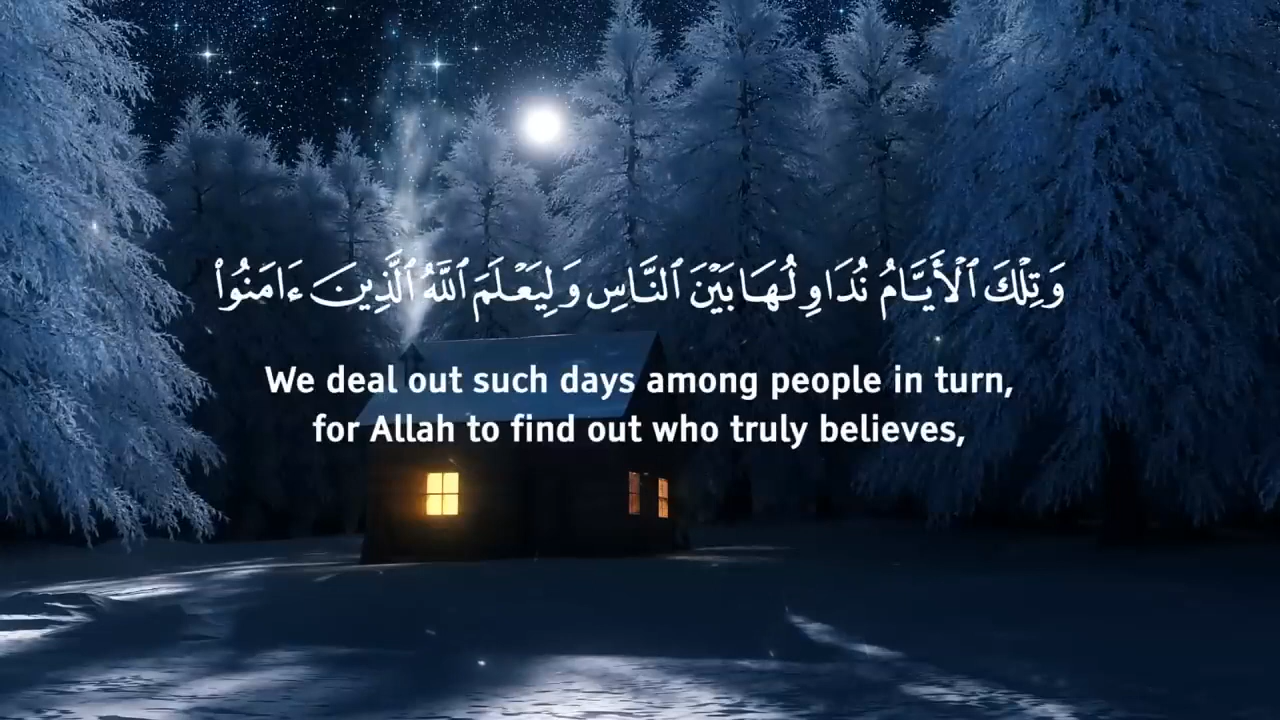 وَتِلْكَ ٱلْأَيَّامُ نُدَاوِلُهَا بَيْنَ ٱلنَّاسِ وَلِيَعْلَمَ ٱللَّهُ ٱلَّذِينَ ءَامَنُوا۟
We deal out such days among people in turn,
for Allah to find out who truly believes,